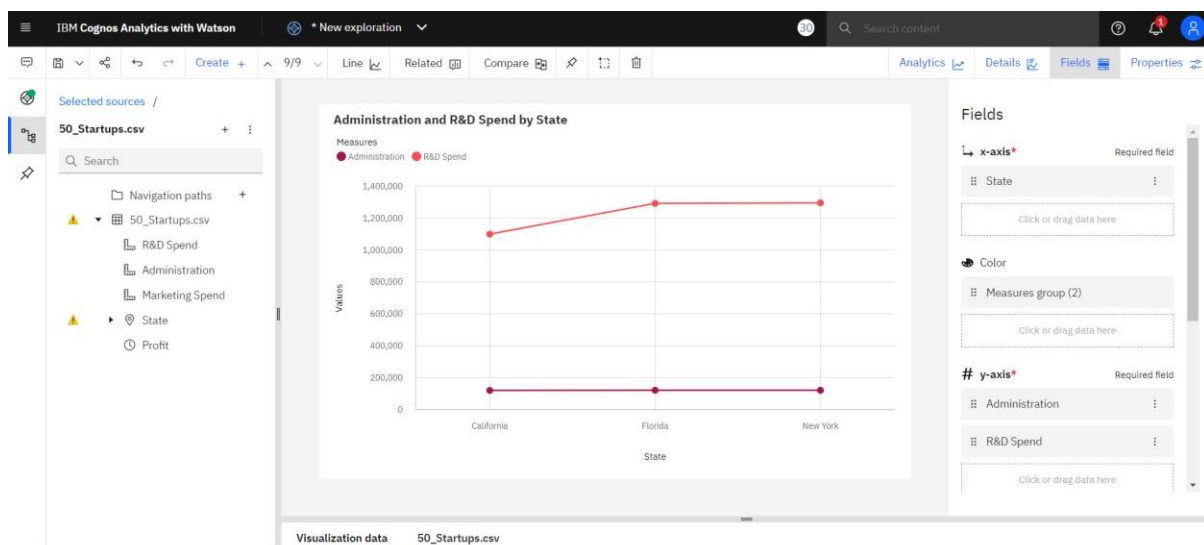 IBM Cognos Analytics with Watson
* New exploration
30
Search content
1
Create +
9/9
Line
Related
Compare
Analytics
Details
Fields
Properties
Selected sources /
50_Startups.csv
Search
Navigation paths +
50_Startups.csv
R&D Spend
Administration
Marketing Spend
State
Profit
Administration and R&D Spend by State
Measures
Administration R&D Spend
1,400,000
1,200,000
1,000,000
800,000
600,000
400,000
200,000
0
Values
California Florida New York
State
Fields
x-axis* Required field
State
Click or drag data here
Color
Measures group (2)
Click or drag data here
# y-axis* Required field
Administration
R&D Spend
Click or drag data here
Visualization data 50_Startups.csv